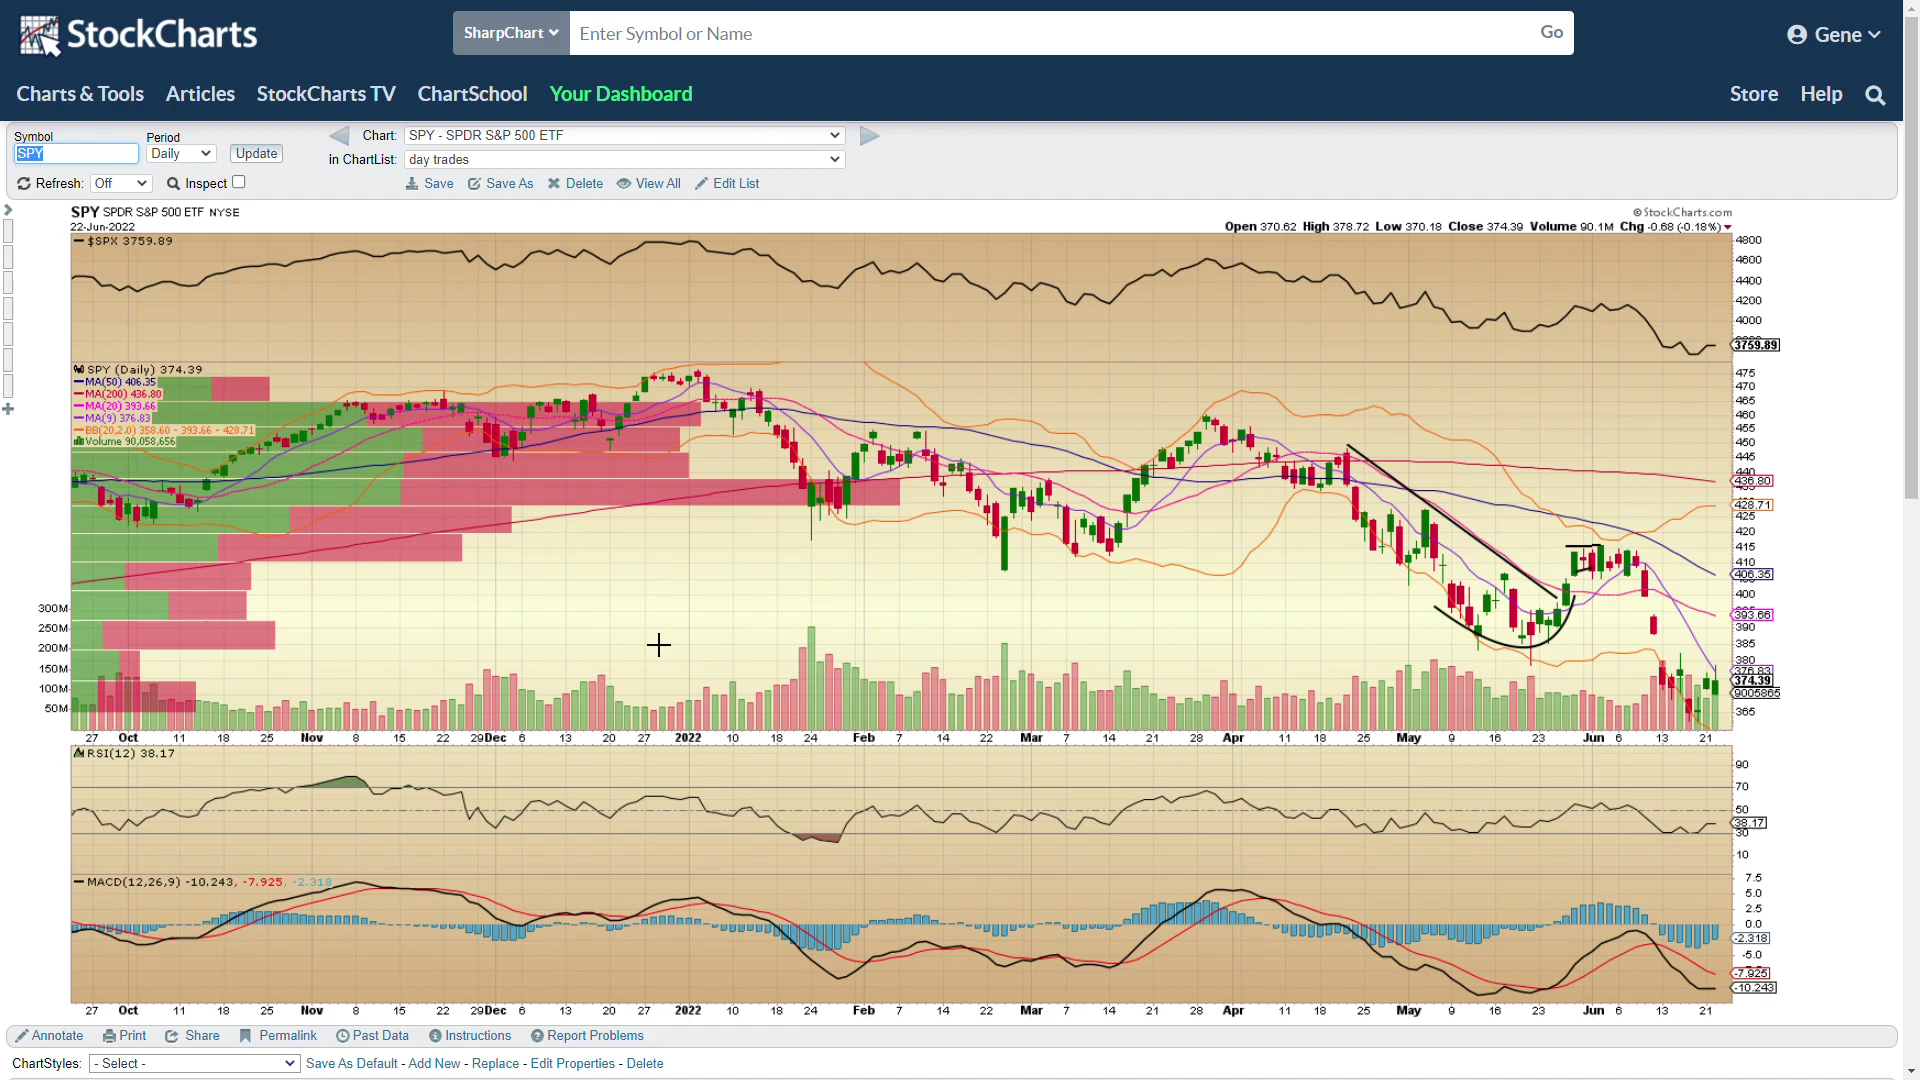 StockCharts
SharpChart
Enter Symbol or Name
Go
Gene
Charts & Tools Articles StockCharts TV ChartSchool Your Dashboard
Store Help
Symbol Period
SPY Daily Update
Chart: SPY - SPDR S&P 500 ETF
in ChartList: day trades
Refresh: Off Inspect
Save Save As Delete View All Edit List
SPY SPDR S&P 500 ETF NYSE
© StockCharts.com
22-Jun-2022
Open 370.62 High 378.72 Low 370.18 Close 374.39 Volume 90.1M Chg -0.68 (-0.18%)
$SPX 3759.89
4800
4600
4400
4200
4000
3759.89
SPY (Daily) 374.39
MA(50) 406.35
MA(200) 436.80
MA(20) 393.66
MA(9) 376.83
BB(20,2.0) 358.60 - 393.66 - 428.71
Volume 90,058,656
475
470
465
460
455
450
445
440
436.80
428.71
425
420
415
410
406.35
400
393.66
390
385
380
376.83
374.39
9005865
365
300M
250M
200M
150M
100M
50M
27 Oct 11 18 25 Nov 8 15 22 29 Dec 6 13 20 27 2022 10 18 24 Feb 7 14 22 Mar 7 14 21 28 Apr 11 18 25 May 9 16 23 Jun 6 13 21
RSI(12) 38.17
90
70
50
38.17
30
10
MACD(12,26,9) -10.243, -7.925, -2.318
7.5
5.0
2.5
0.0
-2.318
-5.0
-7.925
-10.243
27 Oct 11 18 25 Nov 8 15 22 29 Dec 6 13 20 27 2022 10 18 24 Feb 7 14 22 Mar 7 14 21 28 Apr 11 18 25 May 9 16 23 Jun 6 13 21
Annotate Print Share Permalink Past Data Instructions Report Problems
ChartStyles: - Select - Save As Default - Add New - Replace - Edit Properties - Delete